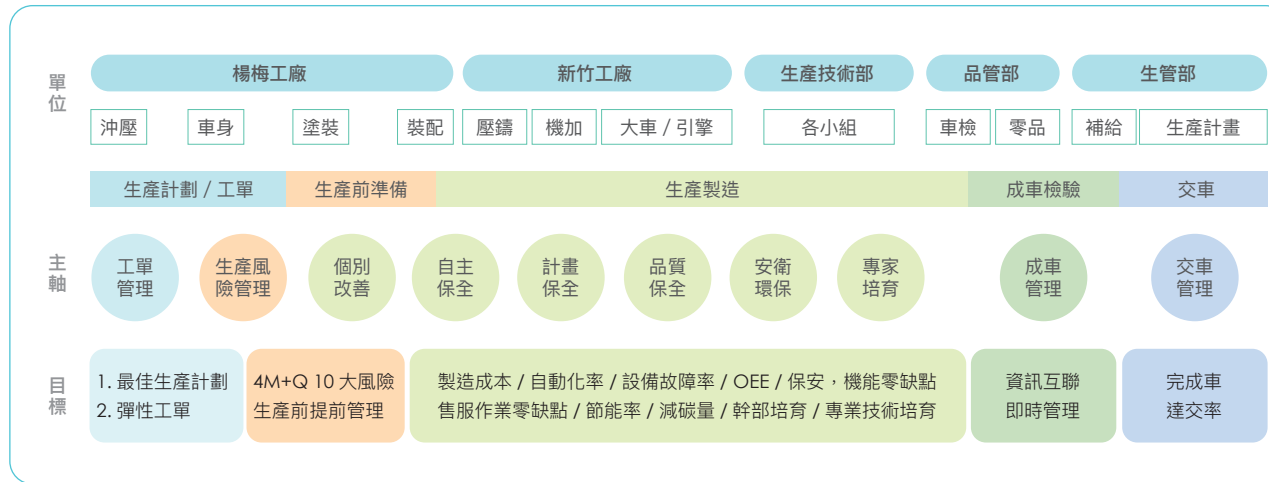 單位
楊梅工廠 新竹工廠 生產技術部 品管部 生管部
沖壓 車身 塗裝 裝配 壓鑄 機加 大車 / 引擎 各小組 車檢 零品 補給 生產計畫
生產計劃 / 工單 生產前準備 生產製造 成車檢驗 交車
主軸
工單
管理
生產風
險管理
個別
改善
自主
保全
計畫
保全
品質
保全
安衛
環保
專家
培育
成車
管理
交車
管理
目標
1. 最佳生產計劃
2. 彈性工單
4M+Q 10 大風險
生產前提前管理
製造成本 / 自動化率 / 設備故障率 / OEE / 保安，機能零缺點
售服作業零缺點 / 節能率 / 減碳量 / 幹部培育 / 專業技術培育
資訊互聯
即時管理
完成車
達交率